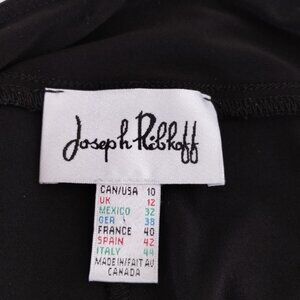 Joseph Ribkoff
CAN/USA 10
UK 12
MEXICO 32
GER 38
FRANCE 40
SPAIN 42
ITALY 44
MADE IN/FAIT AU
CANADA